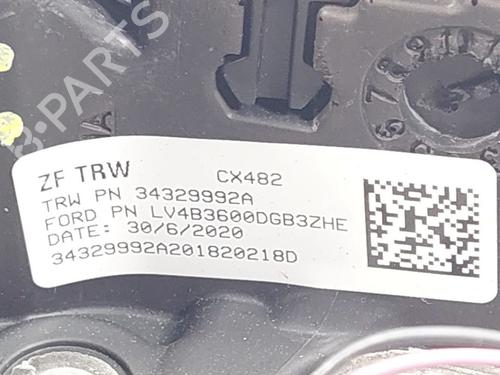 B-PARTS
A
ZF TRW CX482
TRW PN 34329992A
FORD PN LV4B3600DGB3ZHE
DATE: 30/6/2020
34329992A201820218D